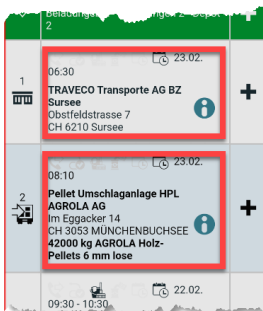 2
23.02.
1
06:30
TRAVECO Transporte AG BZ
Sursee
Obstfeldstrasse 7
CH 6210 Sursee
23.02.
2
08:10
Pellet Umschlaganlage HPL
AGROLA AG
Im Eggacker 14
CH 3053 MÜNCHENBUCHSEE
42000 kg AGROLA Holz-
Pellets 6 mm lose
22.02.
09:30 - 10:30